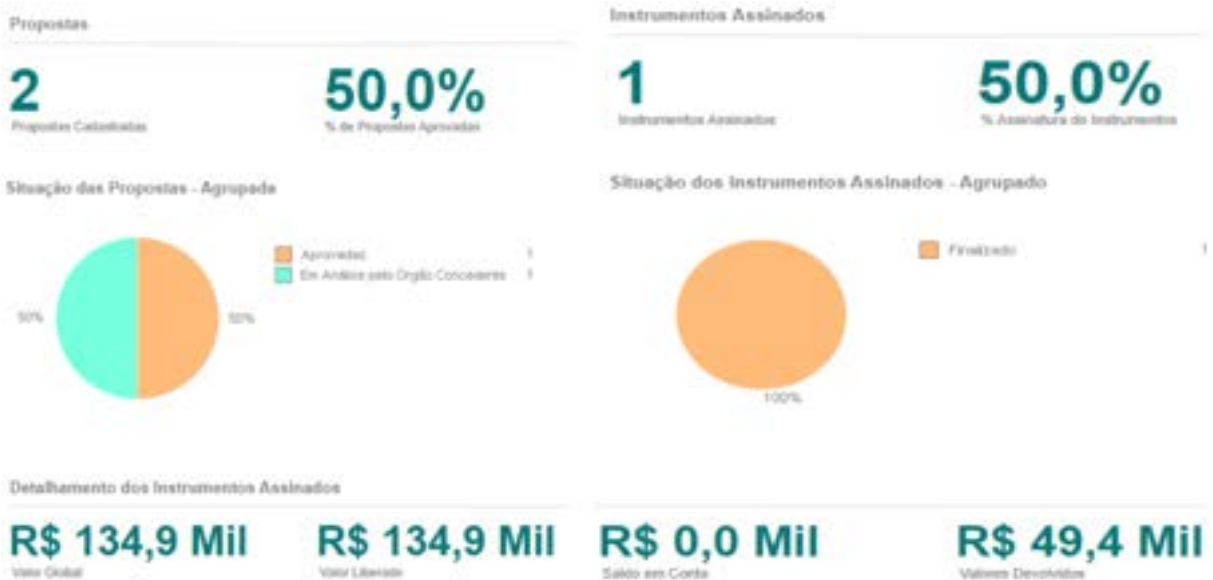 Propostas
2
Propostas Cadastradas
50,0%
% de Propostas Aprovadas
Instrumentos Assinados
1
Instrumentos Assinados
50,0%
% Assinatura de Instrumentos
Situação das Propostas - Agrupada
50%
50%
Aprovadas 1
Em Análise pelo Órgão Concedente 1
Situação dos Instrumentos Assinados - Agrupado
100%
Finalizado 1
Detalhamento dos Instrumentos Assinados
R$ 134,9 Mil
Valor Global
R$ 134,9 Mil
Valor Liberado
R$ 0,0 Mil
Saldo em Conta
R$ 49,4 Mil
Valores Devolvidos